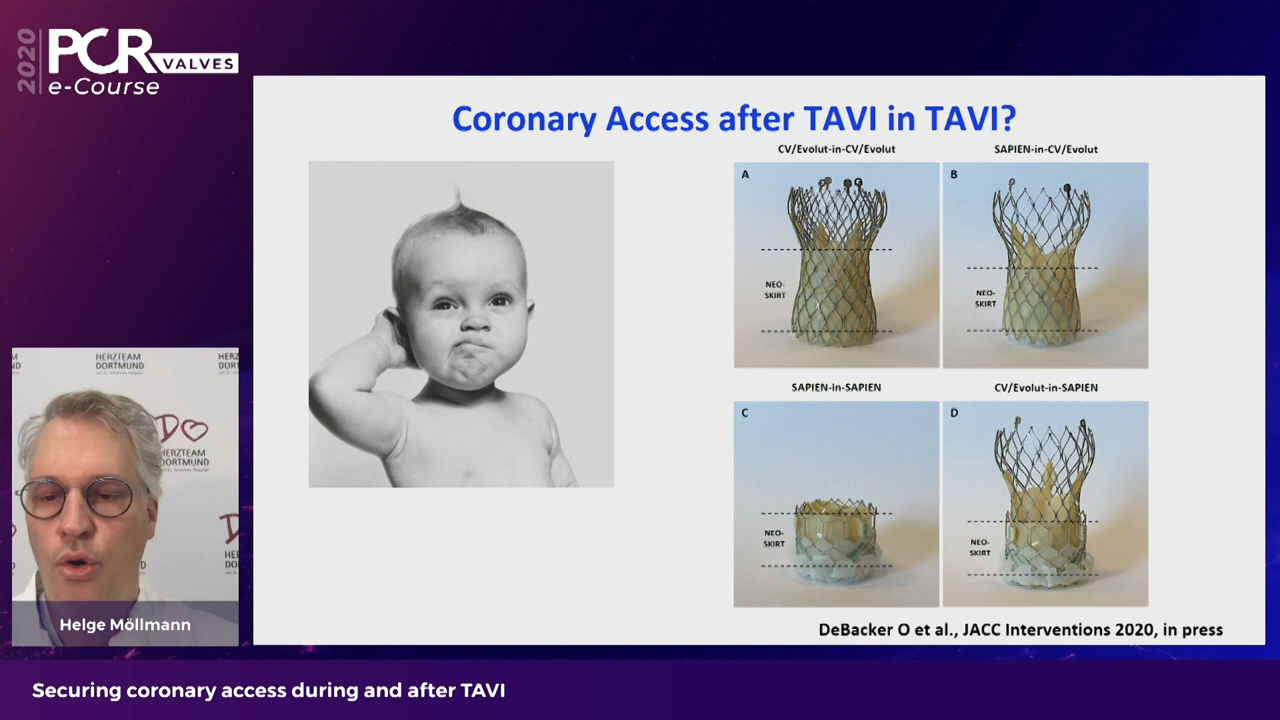 2020
PCR
VALVES
e-Course
Coronary Access after TAVI in TAVI?
CV/Evolut-in-CV/Evolut
SAPIEN-in-CV/Evolut
A
B
NEO-
SKIRT
NEO-
SKIRT
SAPIEN-in-SAPIEN
CV/Evolut-in-SAPIEN
C
D
NEO-
SKIRT
NEO-
SKIRT
DeBacker O et al., JACC Interventions 2020, in press
HERZTEAM
DORTMUND
HERZTEAM
DORTMUND
Helge Möllmann
Securing coronary access during and after TAVI